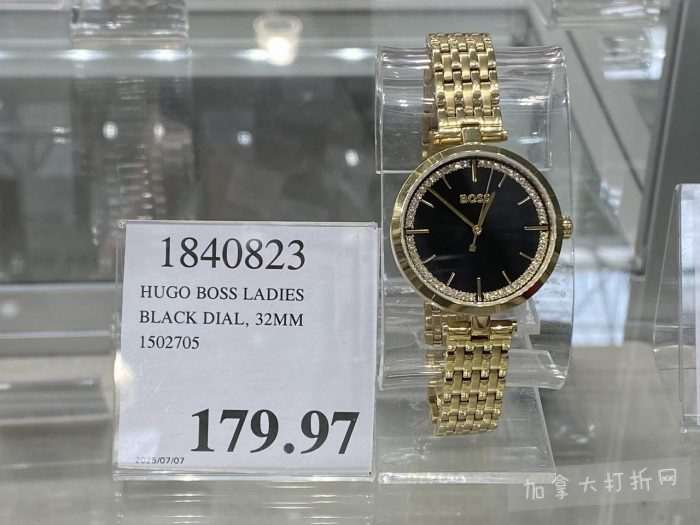 BOSS
1840823
HUGO BOSS LADIES
BLACK DIAL, 32MM
1502705
179.97
2025/07/07
加拿大打折网